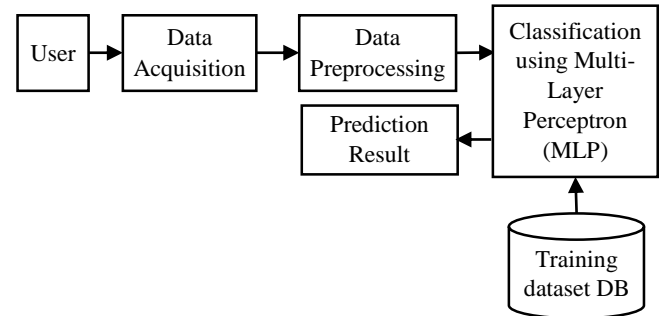 User
Data
Acquisition
Data
Preprocessing
Classification
using Multi-
Layer
Perceptron
(MLP)
Prediction
Result
Training
dataset DB